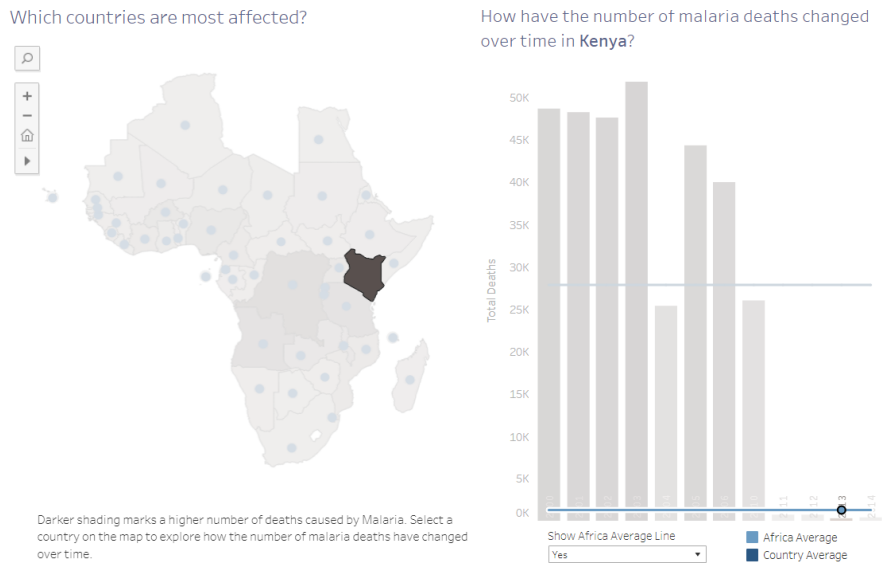 Which countries are most affected?
How have the number of malaria deaths changed
over time in Kenya?
50K
45K
40K
35K
30K
25K
20K
15K
10K
5K
0K
Total Deaths
Darker shading marks a higher number of deaths caused by Malaria. Select a
country on the map to explore how the number of malaria deaths have changed
over time.
Show Africa Average Line
Yes
Africa Average
Country Average